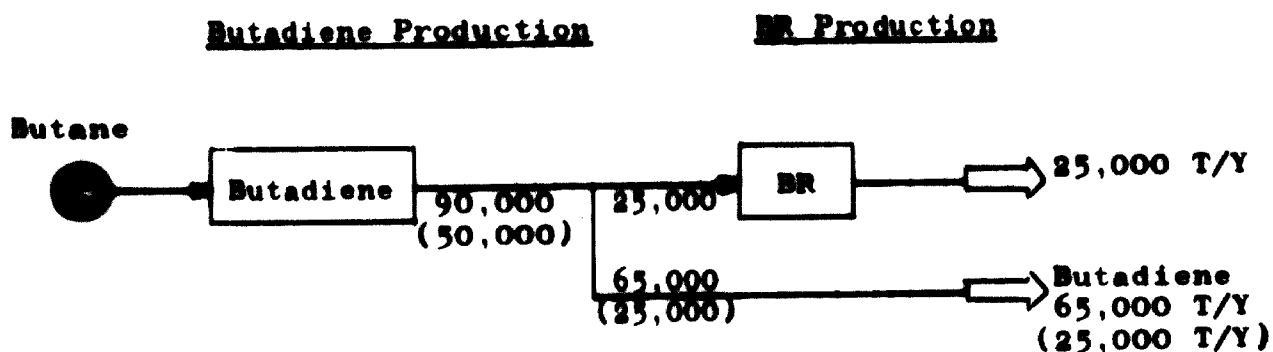 Butadiene Production
BR Production
Butane
Butadiene
90,000
(50,000)
25,000
BR
25,000 T/Y
65,000
(25,000)
Butadiene
65,000 T/Y
(25,000 T/Y)